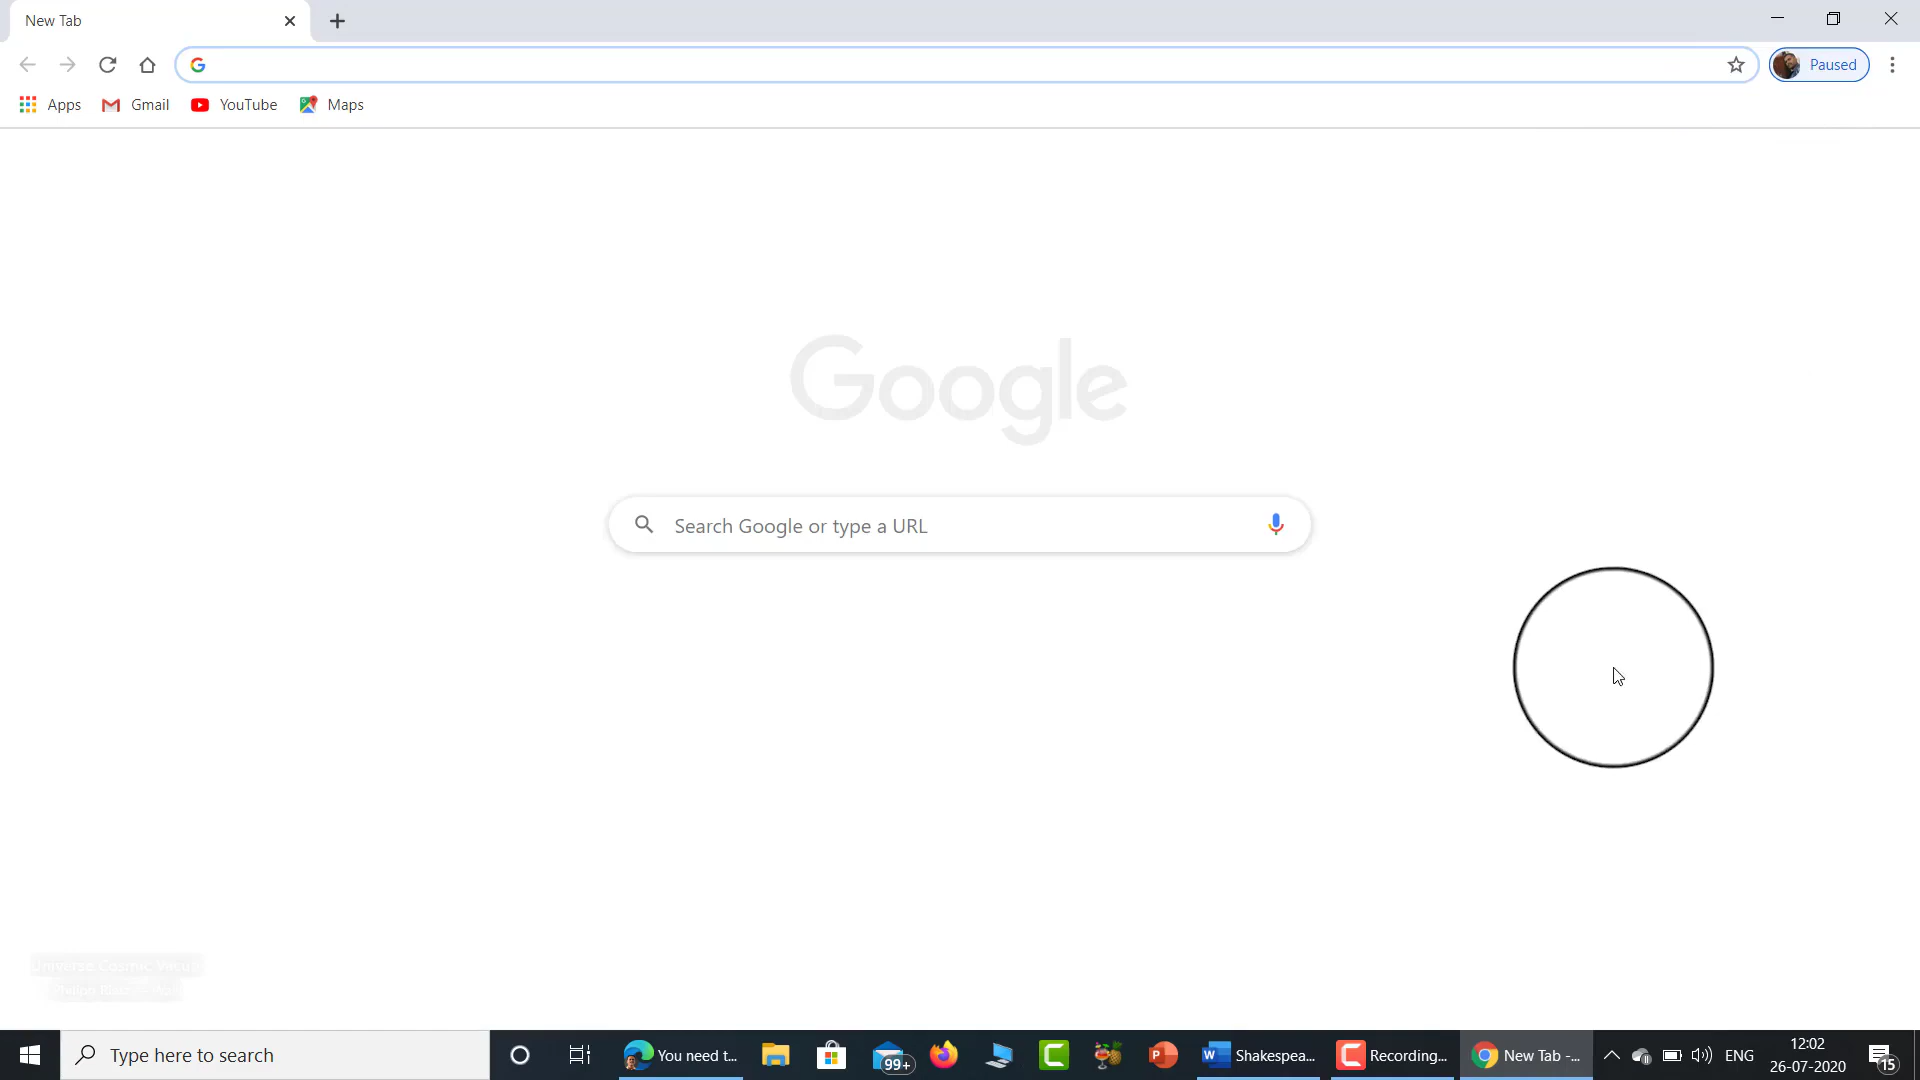 New Tab
Paused
Apps Gmail YouTube Maps
Google
Search Google or type a URL
Type here to search
You need t...
99+
Shakespea...
Recording...
New Tab -...
ENG
12:02
26-07-2020
15